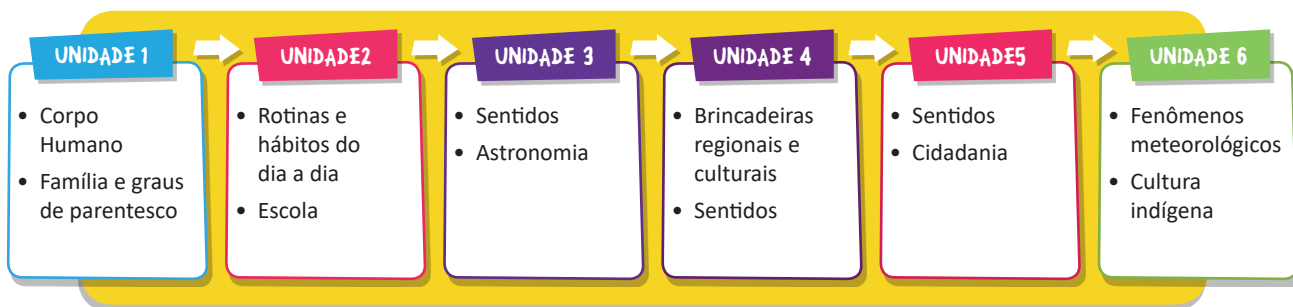 UNIDADE 1
• Corpo
Humano
• Família e graus
de parentesco
UNIDADE2
• Rotinas e
hábitos do
dia a dia
• Escola
UNIDADE 3
• Sentidos
• Astronomia
UNIDADE 4
• Brincadeiras
regionais e
culturais
• Sentidos
UNIDADE5
• Sentidos
• Cidadania
UNIDADE 6
• Fenômenos
meteorológicos
• Cultura
indígena